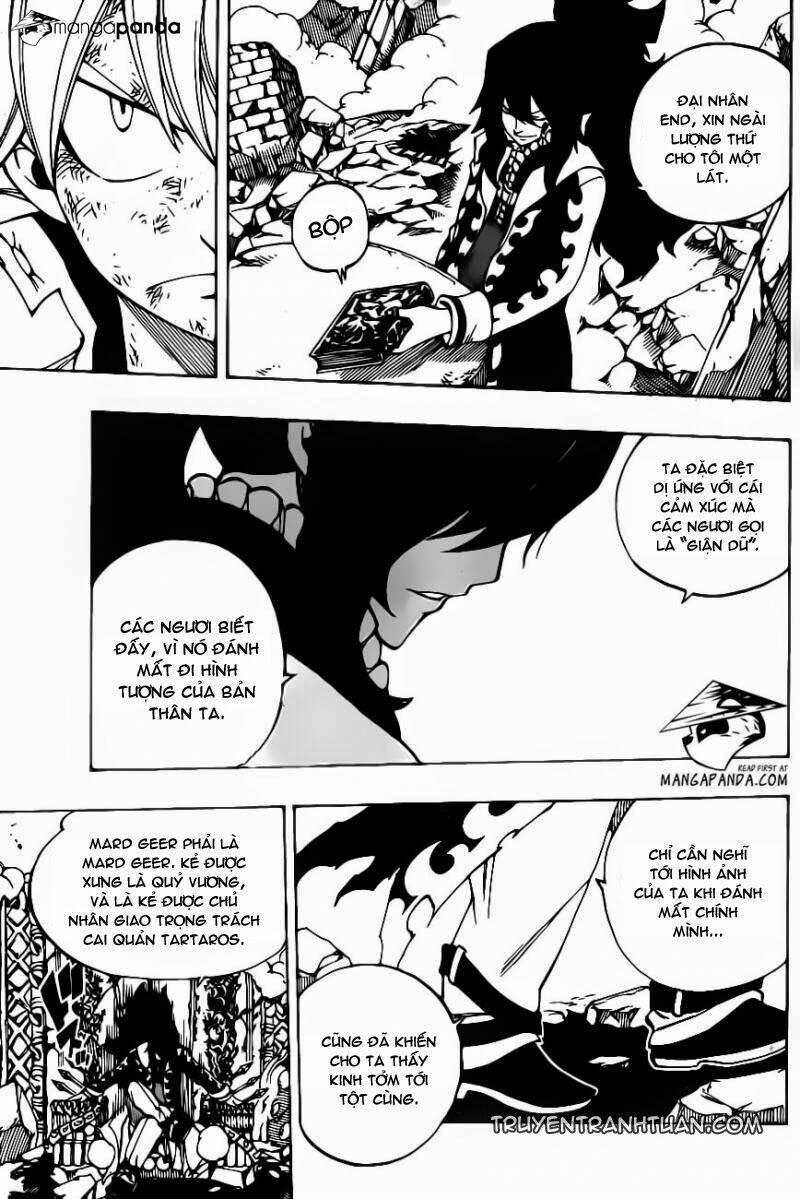 mangapanda
ĐẠI NHÂN
END, XIN NGÀI
LƯỢNG THỨ
CHO TÔI MỘT
LÁT.
BỘP
TA ĐẶC BIỆT
DỊ ỨNG VỚI CÁI
CẢM XÚC MÀ
CÁC NGƯƠI GỌI
LÀ "GIẬN DỮ".
CÁC NGƯƠI BIẾT
ĐẤY, VÌ NÓ ĐÁNH
MẤT ĐI HÌNH
TƯỢNG CỦA BẢN
THÂN TA.
READ FIRST AT
MANGAPANDA.COM
CHỈ CẦN NGHĨ
TỚI HÌNH ẢNH
CỦA TA KHI ĐÁNH
MẤT CHÍNH
MÌNH...
CŨNG ĐÃ KHIẾN
CHO TA THẤY
KINH TỞM TỚI
TỘT CÙNG.
MARD GEER PHẢI LÀ
MARD GEER. KẺ ĐƯỢC
XƯNG LÀ QUỶ VƯƠNG,
VÀ LÀ KẺ ĐƯỢC CHỦ
NHÂN GIAO TRỌNG TRÁCH
CAI QUẢN TARTAROS.
TRUYENTRANHTUAN.COM